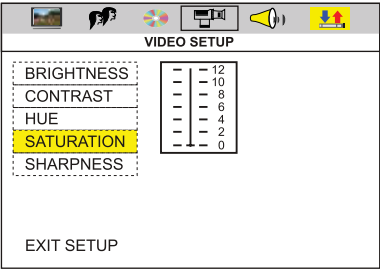 VIDEO SETUP
BRIGHTNESS
CONTRAST
HUE
SATURATION
SHARPNESS
12
10
8
6
4
2
0
EXIT SETUP